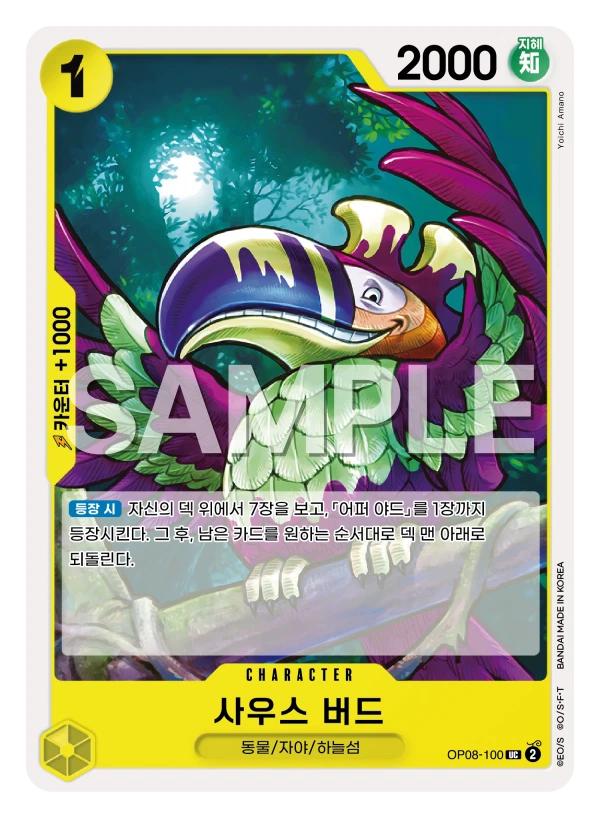 1
2000
지혜
知
Yoichi Amano
카운터 +1000
SAMPLE
등장 시 자신의 덱 위에서 7장을 보고, 「어퍼 야드」를 1장까지
등장시킨다. 그 후, 남은 카드를 원하는 순서대로 덱 맨 아래로
되돌린다.
CHARACTER
사우스 버드
동물/자야/하늘섬
OP08-100 UC 2
©EO/S ©O/S·F·T BANDAI MADE IN KOREA